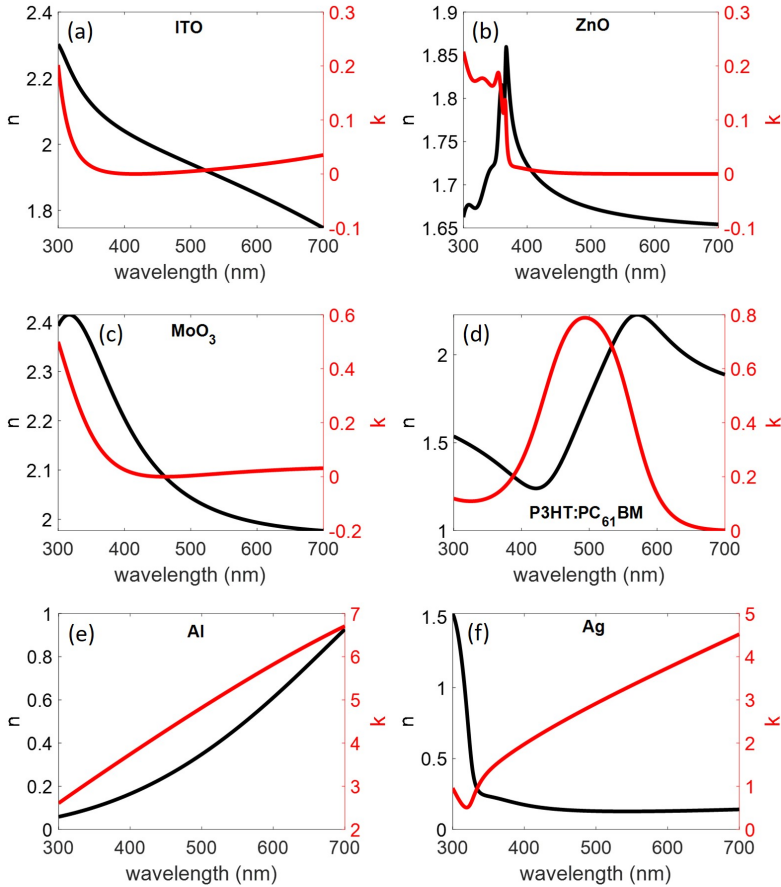 (a) ITO
2.4
2.2
2
1.8
n
0.3
0.2
0.1
0
-0.1
k
300 400 500 600 700
wavelength (nm)
(b) ZnO
1.9
1.85
1.8
1.75
1.7
1.65
n
0.3
0.2
0.1
0
-0.1
k
300 400 500 600 700
wavelength (nm)
(c) MoO3
2.4
2.3
2.2
2.1
2
n
0.6
0.4
0.2
0
-0.2
k
300 400 500 600 700
wavelength (nm)
(d)
2
1.5
1
n
0.8
0.6
0.4
0.2
0
k
P3HT:PC61BM
300 400 500 600 700
wavelength (nm)
(e) Al
1
0.8
0.6
0.4
0.2
0
n
7
6
5
4
3
2
k
300 400 500 600 700
wavelength (nm)
(f) Ag
1.5
1
0.5
0
n
5
4
3
2
1
0
k
300 400 500 600 700
wavelength (nm)